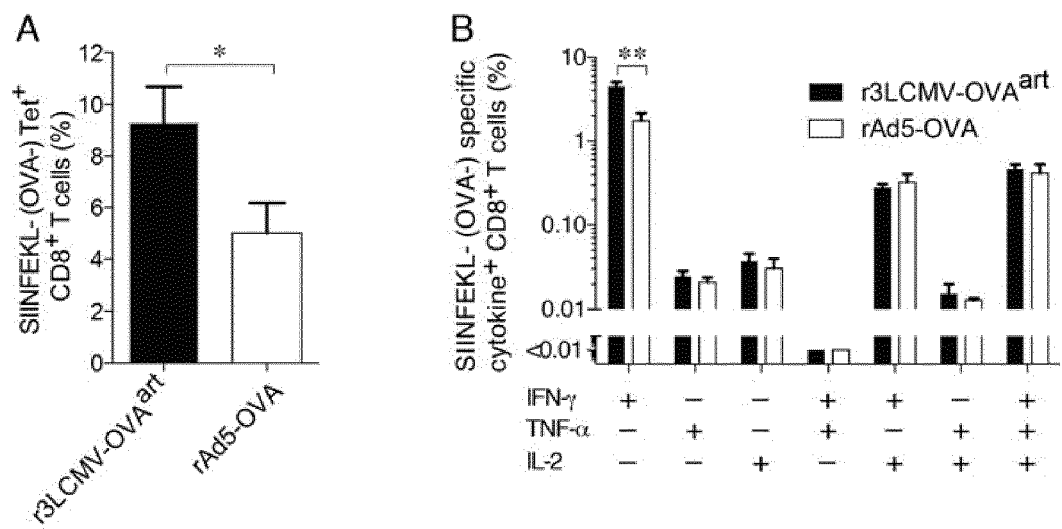 A
SIINFEKL- (OVA-) Tet+
CD8+ T cells (%)
12
10
8
6
4
2
0
*
r3LCMV-OVAart
rAd5-OVA
B
SIINFEKL- (OVA-) specific
cytokine+ CD8+ T cells (%)
10
1
0.10
0.01
<0.01
**
r3LCMV-OVAart
rAd5-OVA
IFN-γ + − − + + − +
TNF-α − + − + − + +
IL-2 − − + − + + +